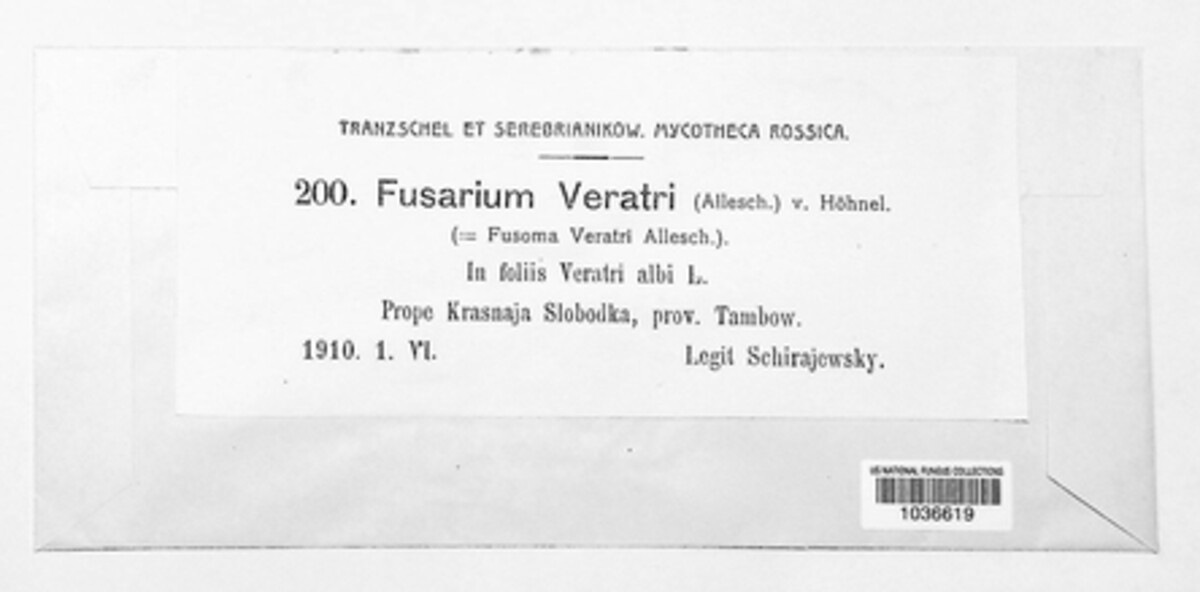 TRANZSCHEL ET SEREBRIANIKOW. MYCOTHECA ROSSICA.
200. Fusarium Veratri (Allesch.) v. Höhnel.
(= Fusoma Veratri Allesch.).
In foliis Veratri albi L.
Prope Krasnaja Slobodka, prov. Tambow.
1910. 1. VI. Legit Schirajewsky.
US NATIONAL FUNGUS COLLECTIONS
1036619